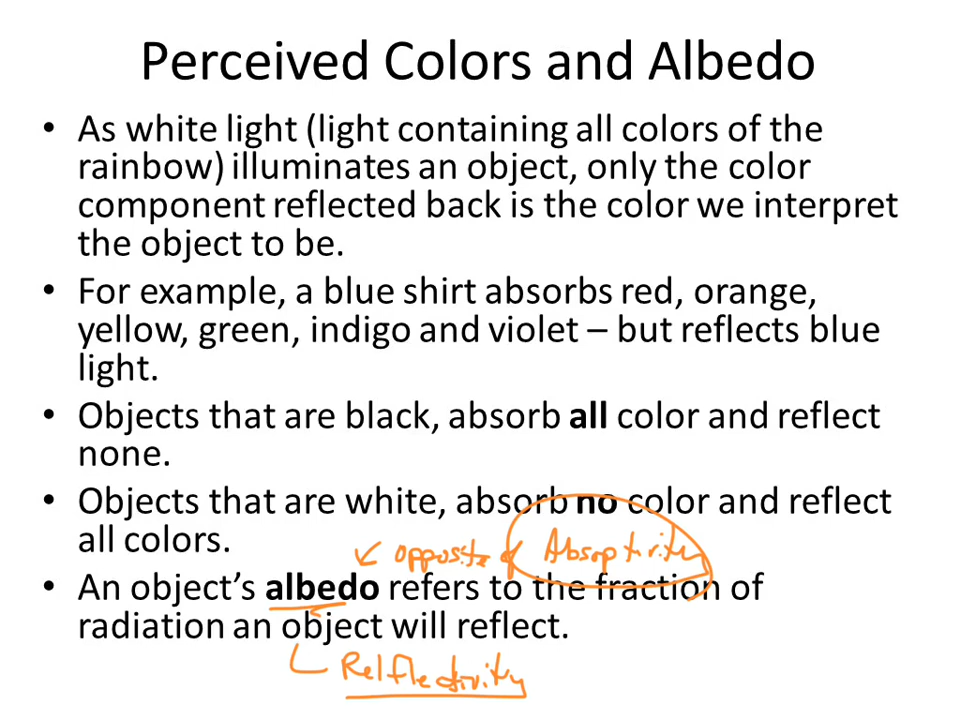 Perceived Colors and Albedo
• As white light (light containing all colors of the
rainbow) illuminates an object, only the color
component reflected back is the color we interpret
the object to be.
• For example, a blue shirt absorbs red, orange,
yellow, green, indigo and violet – but reflects blue
light.
• Objects that are black, absorb all color and reflect
none.
• Objects that are white, absorb no color and reflect
all colors.
opposite of Absoptivity
• An object’s albedo refers to the fraction of
radiation an object will reflect.
Relflectivity